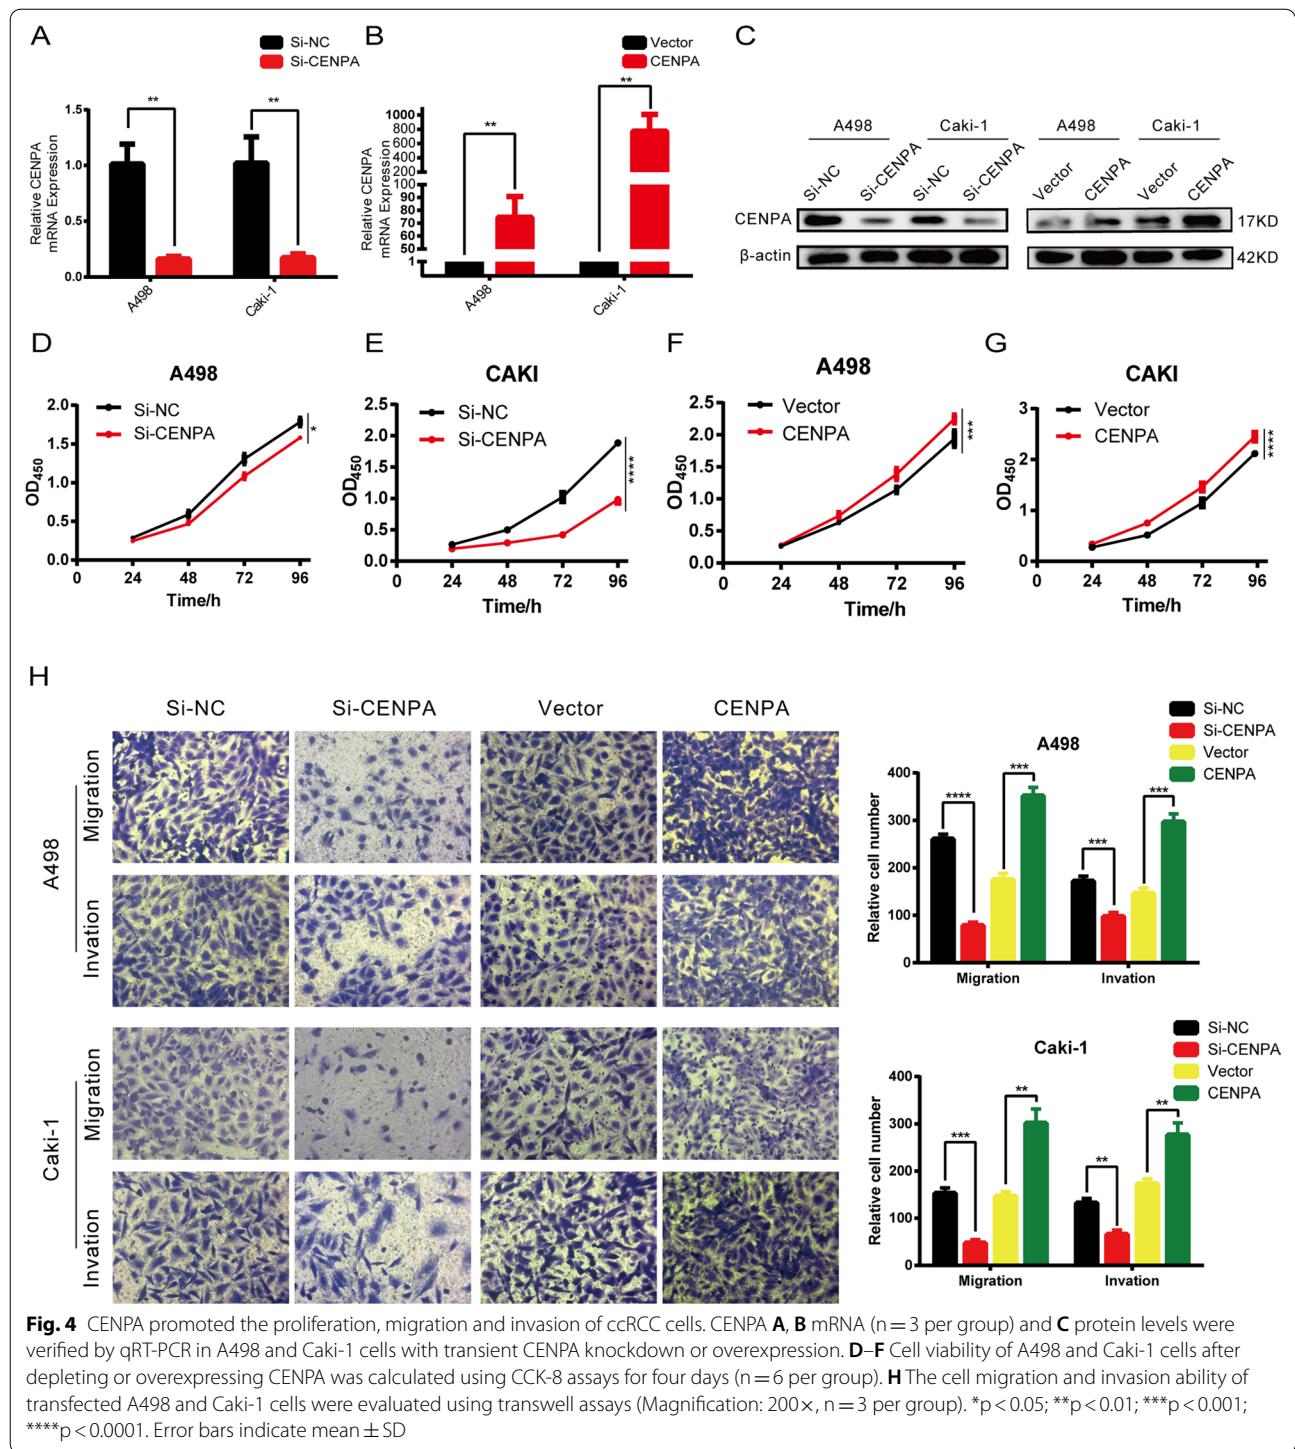 A
Si-NC
Si-CENPA
Relative CENPA
mRNA Expression
1.5
1.0
0.5
0.0
**
**
A498
Caki-1
B
Vector
CENPA
Relative CENPA
mRNA Expression
1000
800
600
400
200
100
90
80
70
60
50
1
**
**
A498
Caki-1
C
A498
Caki-1
A498
Caki-1
Si-NC
Si-CENPA
Si-NC
Si-CENPA
Vector
CENPA
Vector
CENPA
CENPA
17KD
β-actin
42KD
D
A498
Si-NC
Si-CENPA
OD450
2.0
1.5
1.0
0.5
0.0
*
0 24 48 72 96
Time/h
E
CAKI
Si-NC
Si-CENPA
OD450
2.5
2.0
1.5
1.0
0.5
0.0
****
0 24 48 72 96
Time/h
F
A498
Vector
CENPA
OD450
2.5
2.0
1.5
1.0
0.5
0.0
***
0 24 48 72 96
Time/h
G
CAKI
Vector
CENPA
OD450
3
2
1
0
****
0 24 48 72 96
Time/h
H
Si-NC Si-CENPA Vector CENPA
A498
Migration
Invation
Caki-1
Migration
Invation
Si-NC
Si-CENPA
Vector
CENPA
A498
Relative cell number
400
300
200
100
0
****
***
***
***
Migration Invation
Si-NC
Si-CENPA
Vector
CENPA
Caki-1
Relative cell number
400
300
200
100
0
***
**
**
**
Migration Invation
Fig. 4 CENPA promoted the proliferation, migration and invasion of ccRCC cells. CENPA A, B mRNA (n = 3 per group) and C protein levels were
verified by qRT-PCR in A498 and Caki-1 cells with transient CENPA knockdown or overexpression. D–F Cell viability of A498 and Caki-1 cells after
depleting or overexpressing CENPA was calculated using CCK-8 assays for four days (n = 6 per group). H The cell migration and invasion ability of
transfected A498 and Caki-1 cells were evaluated using transwell assays (Magnification: 200×, n = 3 per group). *p < 0.05; **p < 0.01; ***p < 0.001;
****p < 0.0001. Error bars indicate mean ± SD